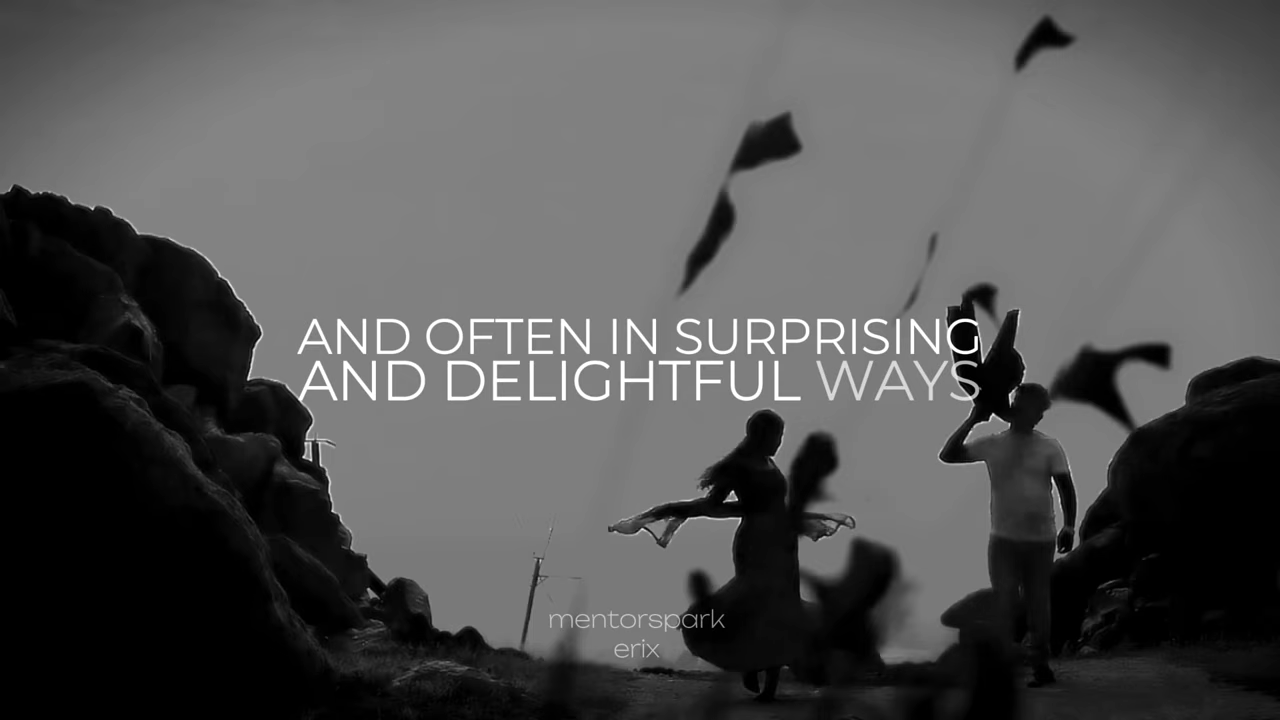 AND OFTEN IN SURPRISING
AND DELIGHTFUL WAYS
mentorspark
erix